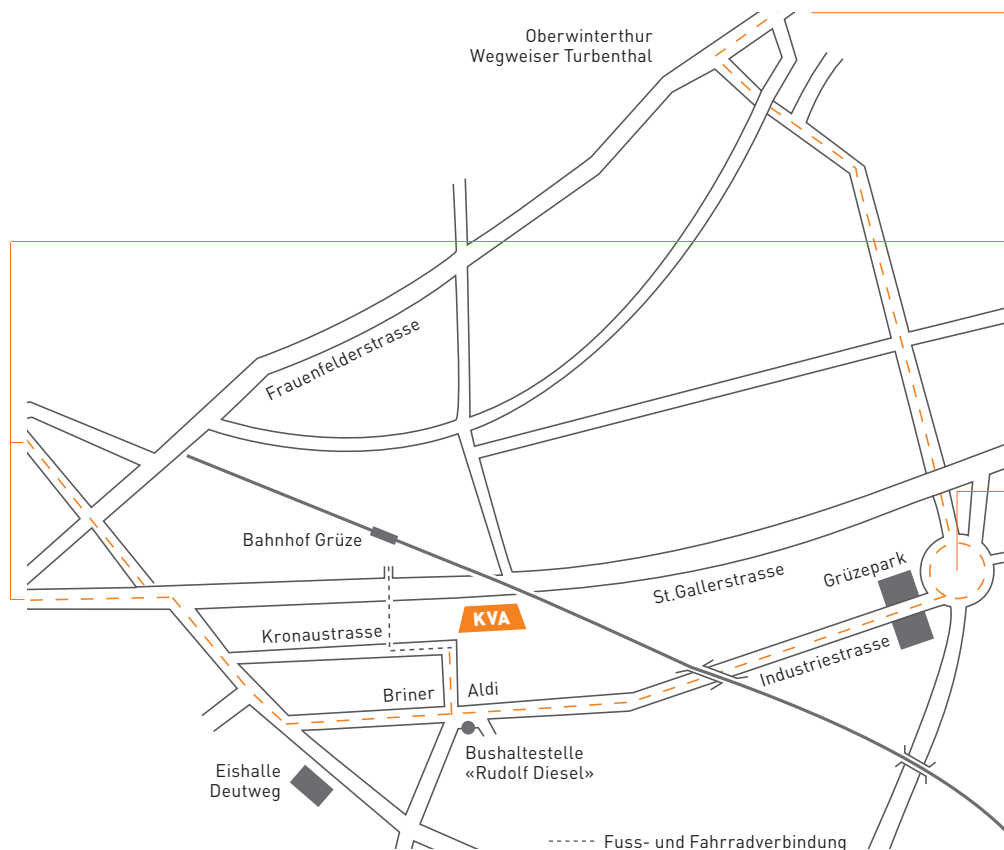 Oberwinterthur
Wegweiser Turbenthal
Frauenfelderstrasse
Bahnhof Grüze
St.Gallerstrasse
Grüzepark
KVA
Kronaustrasse
Industriestrasse
Briner
Aldi
Bushaltestelle
«Rudolf Diesel»
Eishalle
Deutweg
Fuss- und Fahrradverbindung